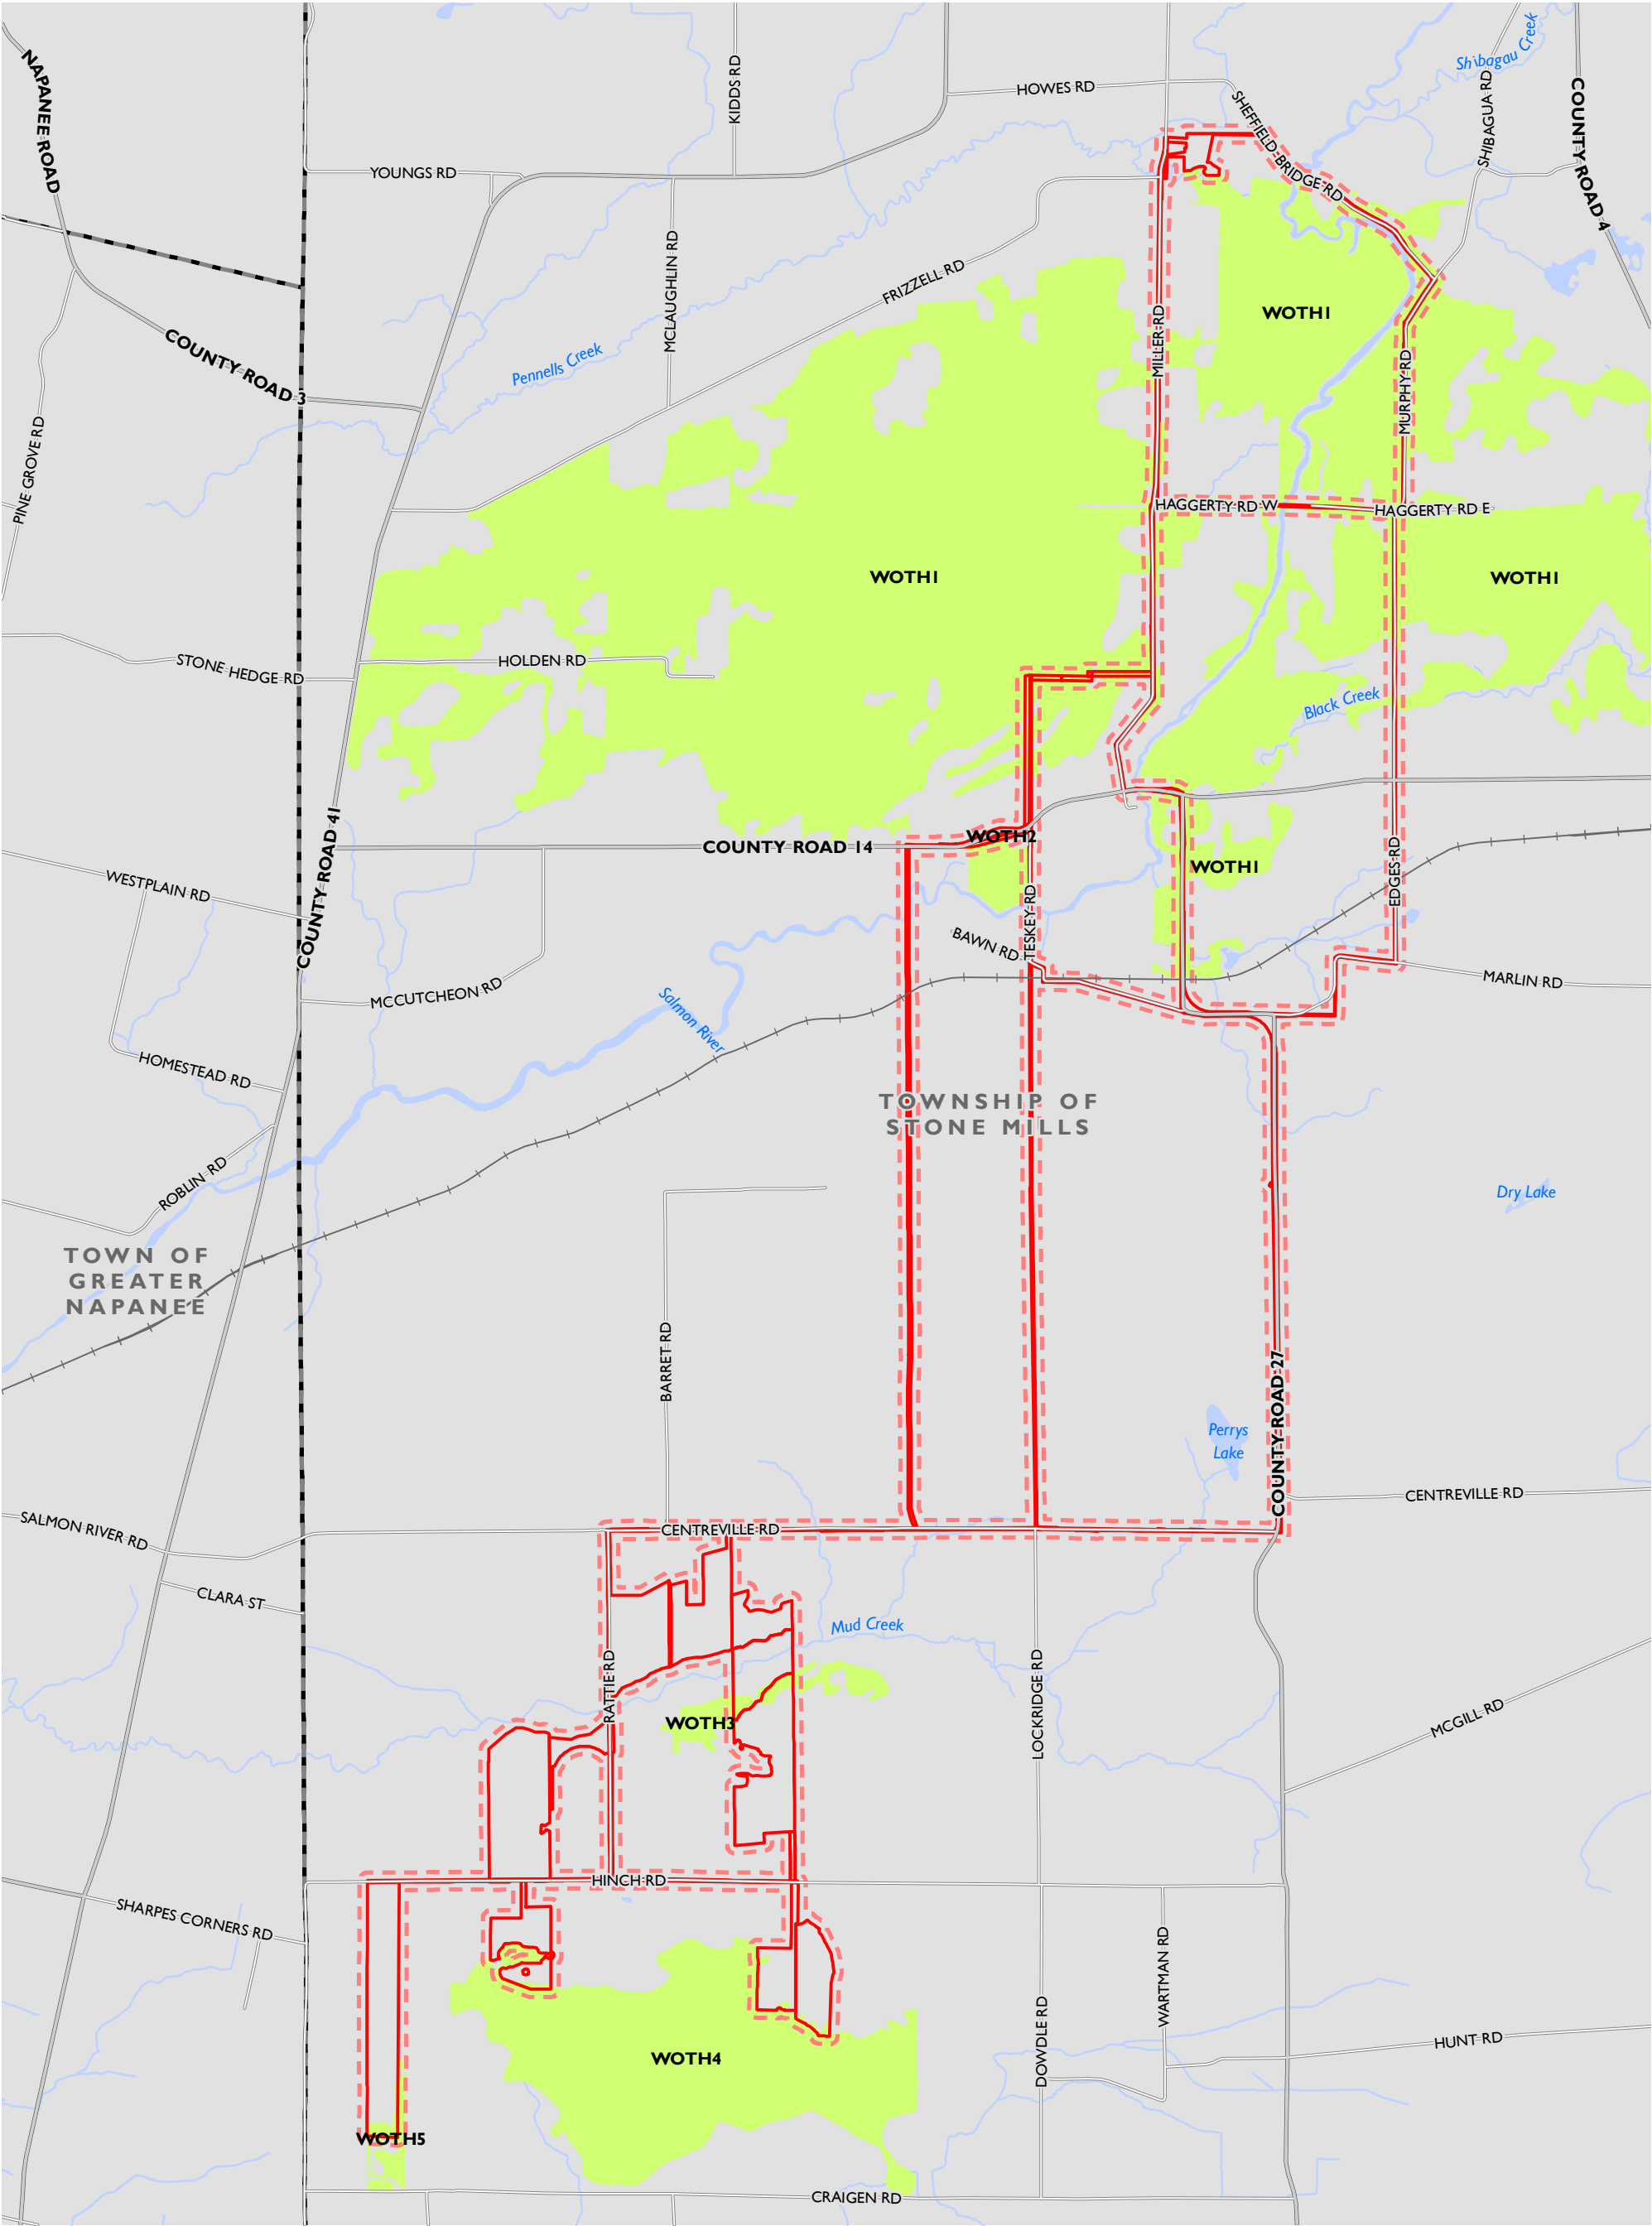 Shibagau Creek
NAPANEE ROAD
KIDDS RD
HOWES RD
SHEFFIELD BRIDGE RD
SHIBAGUA RD
COUNTY ROAD 4
YOUNGS RD
MCLAUGHLIN RD
FRIZZELL RD
MILLER RD
WOTH1
COUNTY ROAD 3
Pennells Creek
MURPHY RD
PINE GROVE RD
HAGGERTY RD W
HAGGERTY RD E
WOTH1
WOTH1
STONE HEDGE RD
HOLDEN RD
Black Creek
COUNTY ROAD 41
COUNTY ROAD 14
WOTH2
WOTH1
EDGES RD
WESTPLAIN RD
TESKEY RD
BAWN RD
MARLIN RD
MCCUTCHEON RD
Salmon River
HOMESTEAD RD
TOWNSHIP OF
STONE MILLS
ROBLIN RD
Dry Lake
TOWN OF
GREATER
NAPANEE
BARRET RD
COUNTY ROAD 27
Perrys
Lake
CENTREVILLE RD
SALMON RIVER RD
CENTREVILLE RD
CLARA ST
Mud Creek
RATTIE RD
LOCKRIDGE RD
WOTH3
MCGILL RD
HINCH RD
SHARPES CORNERS RD
WARTMAN RD
DOWDLE RD
HUNT RD
WOTH4
WOTH5
CRAIGEN RD